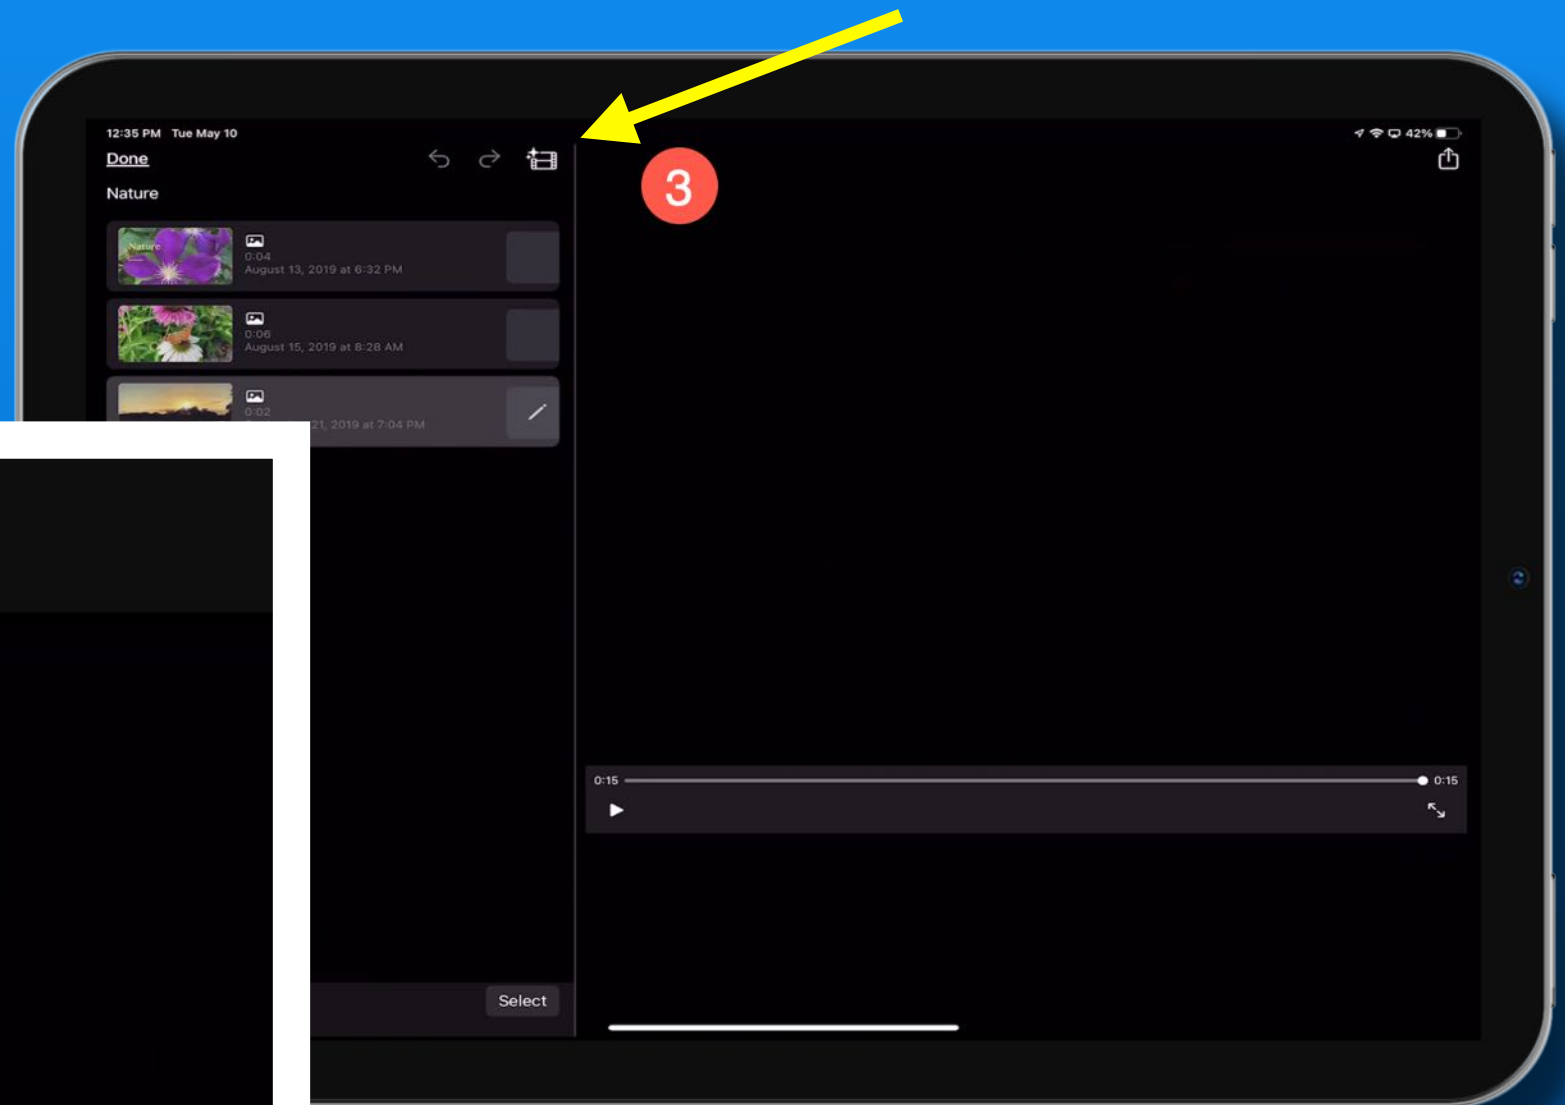 12:35 PM Tue May 10
42%
Done
3
Nature
Nature
0:04
August 13, 2019 at 6:32 PM
0:06
August 15, 2019 at 8:28 AM
0:02
21, 2019 at 7:04 PM
0:15
0:15
Select